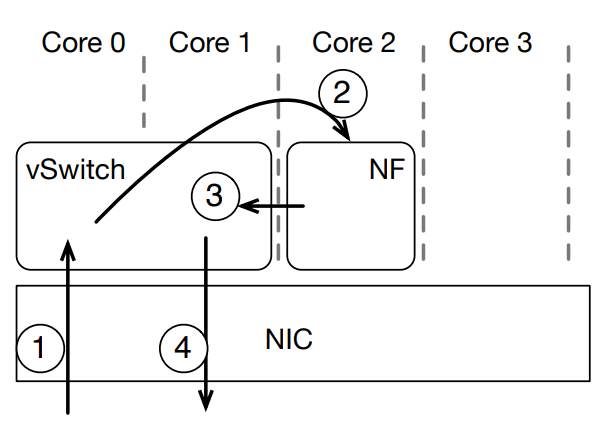 Core 0 Core 1 Core 2 Core 3
2
vSwitch NF
3
1 4 NIC